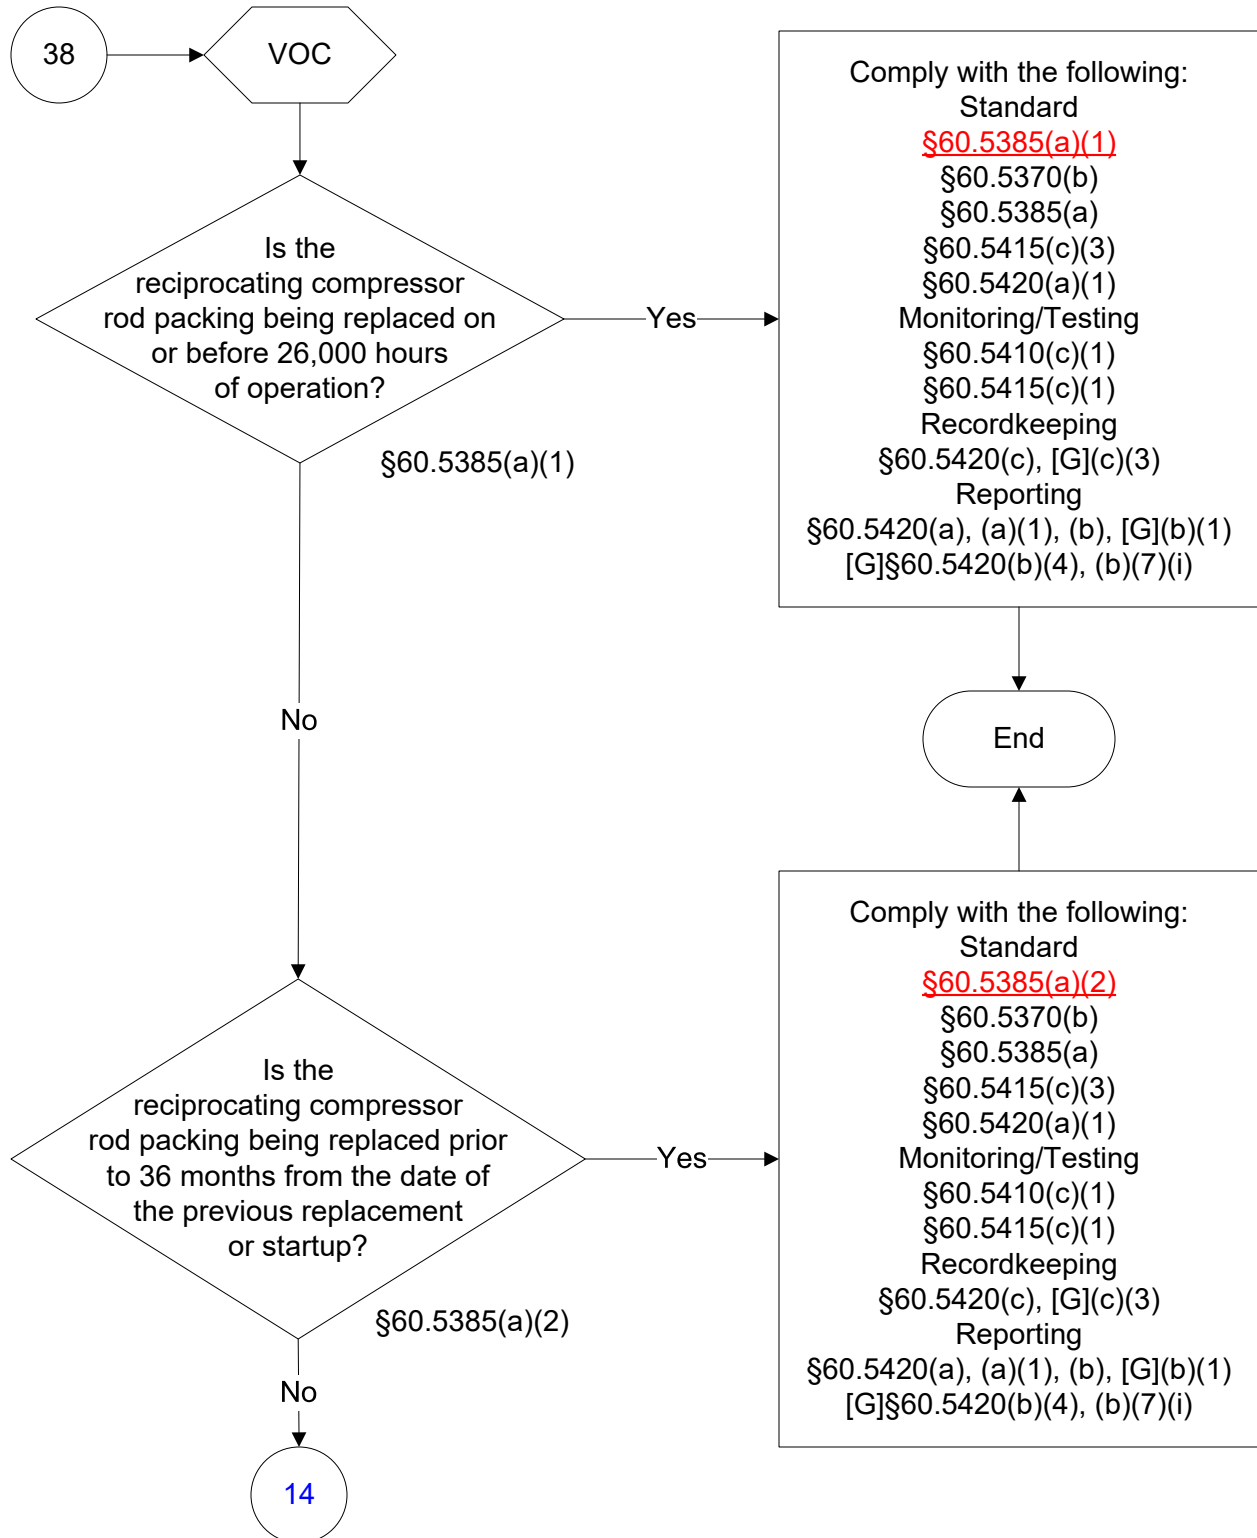 38
VOC
Is the
reciprocating compressor
rod packing being replaced on
or before 26,000 hours
of operation?
§60.5385(a)(1)
Yes
Comply with the following:
Standard
§60.5385(a)(1)
§60.5370(b)
§60.5385(a)
§60.5415(c)(3)
§60.5420(a)(1)
Monitoring/Testing
§60.5410(c)(1)
§60.5415(c)(1)
Recordkeeping
§60.5420(c), [G](c)(3)
Reporting
§60.5420(a), (a)(1), (b), [G](b)(1)
[G]§60.5420(b)(4), (b)(7)(i)
No
End
Is the
reciprocating compressor
rod packing being replaced prior
to 36 months from the date of
the previous replacement
or startup?
§60.5385(a)(2)
Yes
Comply with the following:
Standard
§60.5385(a)(2)
§60.5370(b)
§60.5385(a)
§60.5415(c)(3)
§60.5420(a)(1)
Monitoring/Testing
§60.5410(c)(1)
§60.5415(c)(1)
Recordkeeping
§60.5420(c), [G](c)(3)
Reporting
§60.5420(a), (a)(1), (b), [G](b)(1)
[G]§60.5420(b)(4), (b)(7)(i)
No
14